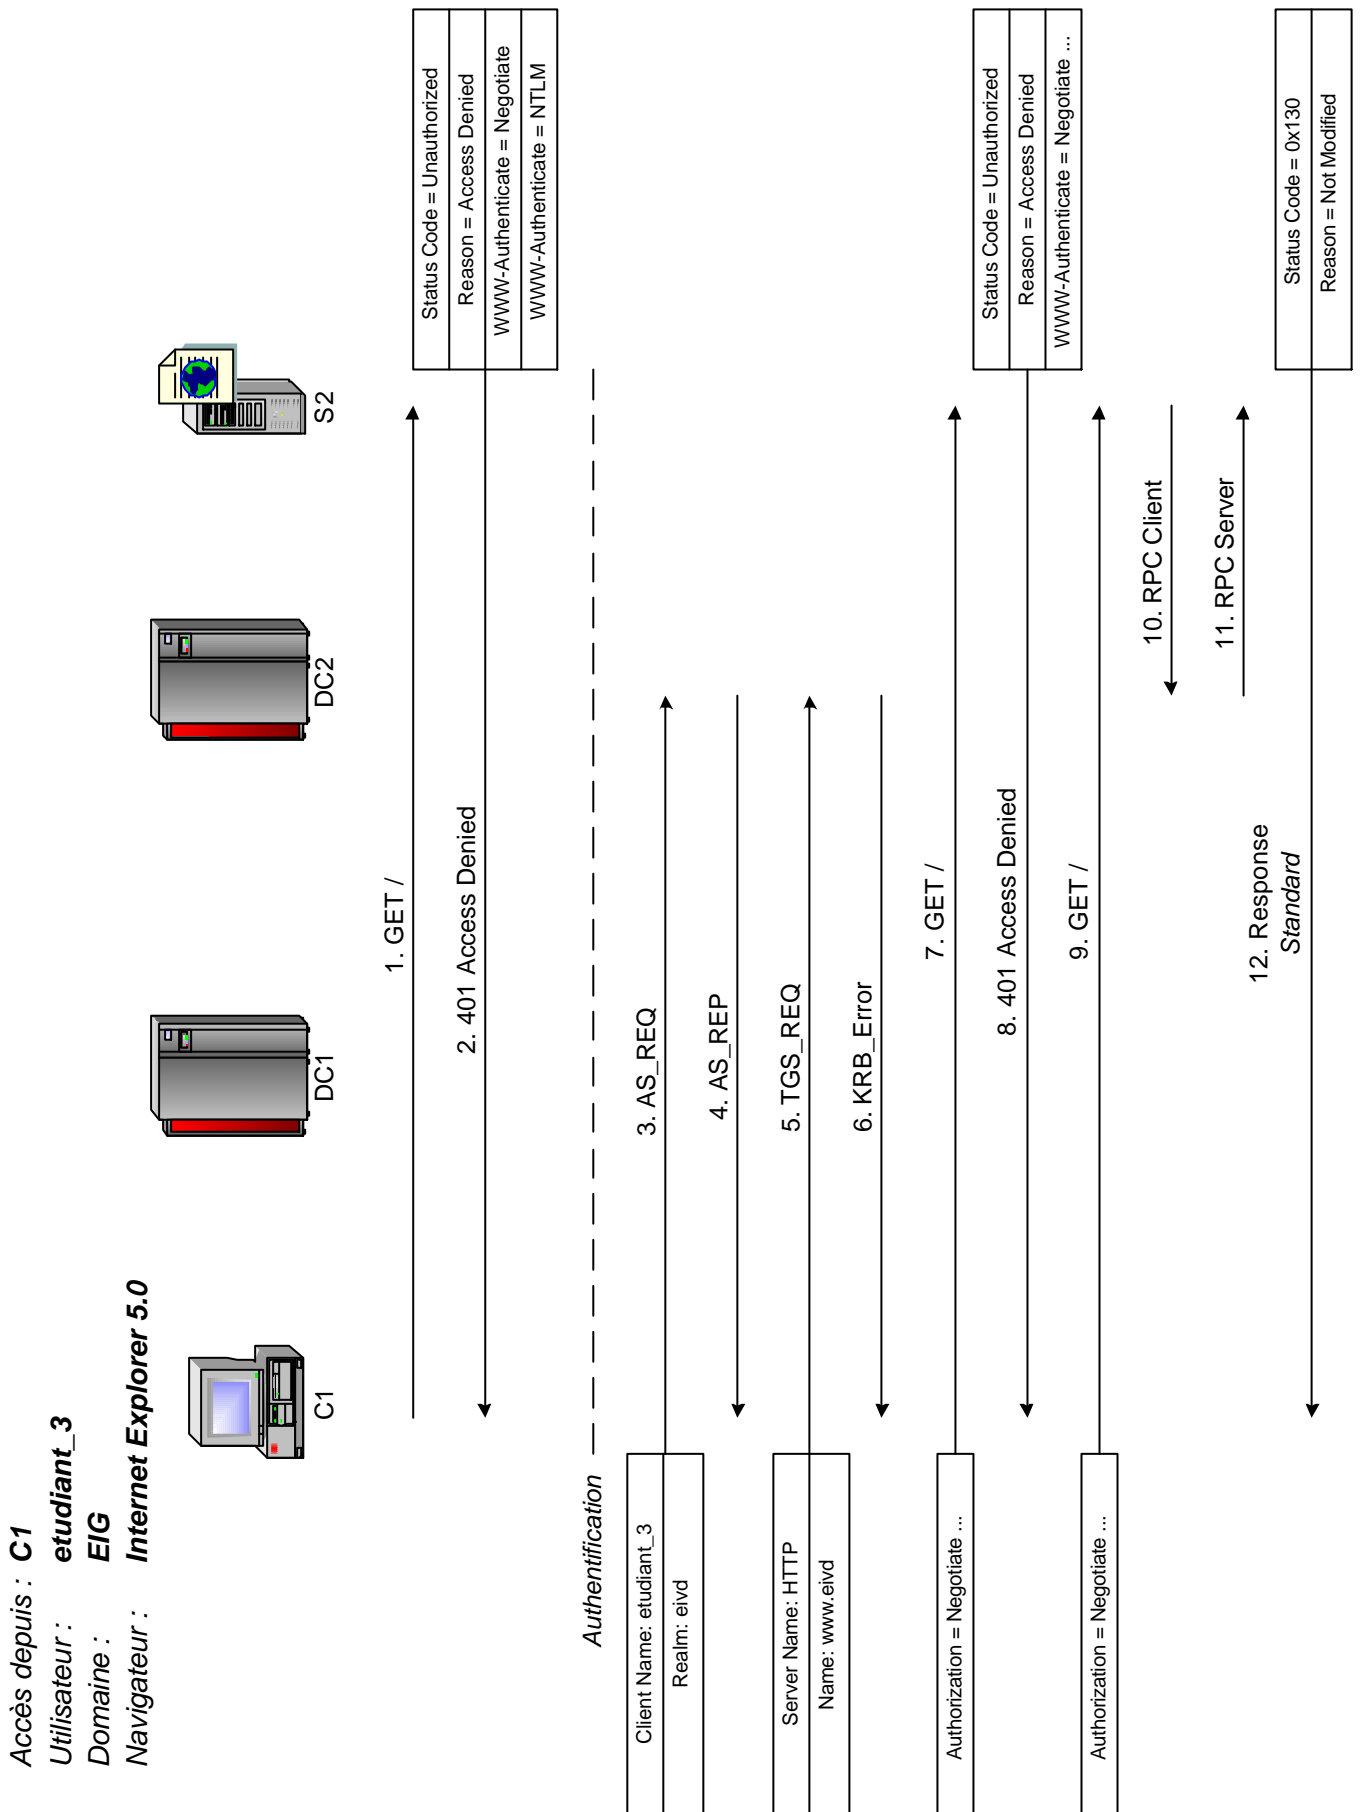 Accès depuis : C1
Utilisateur : etudiant_3
Domaine : EIG
Navigateur : Internet Explorer 5.0
C1
DC1
DC2
S2
1. GET /
2. 401 Access Denied
Status Code = Unauthorized
Reason = Access Denied
WWW-Authenticate = Negotiate
WWW-Authenticate = NTLM
Authentification
Client Name: etudiant_3
Realm: eivd
3. AS_REQ
4. AS_REP
Server Name: HTTP
Name: www.eivd
5. TGS_REQ
6. KRB_Error
Authorization = Negotiate ...
7. GET /
8. 401 Access Denied
Status Code = Unauthorized
Reason = Access Denied
WWW-Authenticate = Negotiate ...
Authorization = Negotiate ...
9. GET /
10. RPC Client
11. RPC Server
12. Response
Standard
Status Code = 0x130
Reason = Not Modified